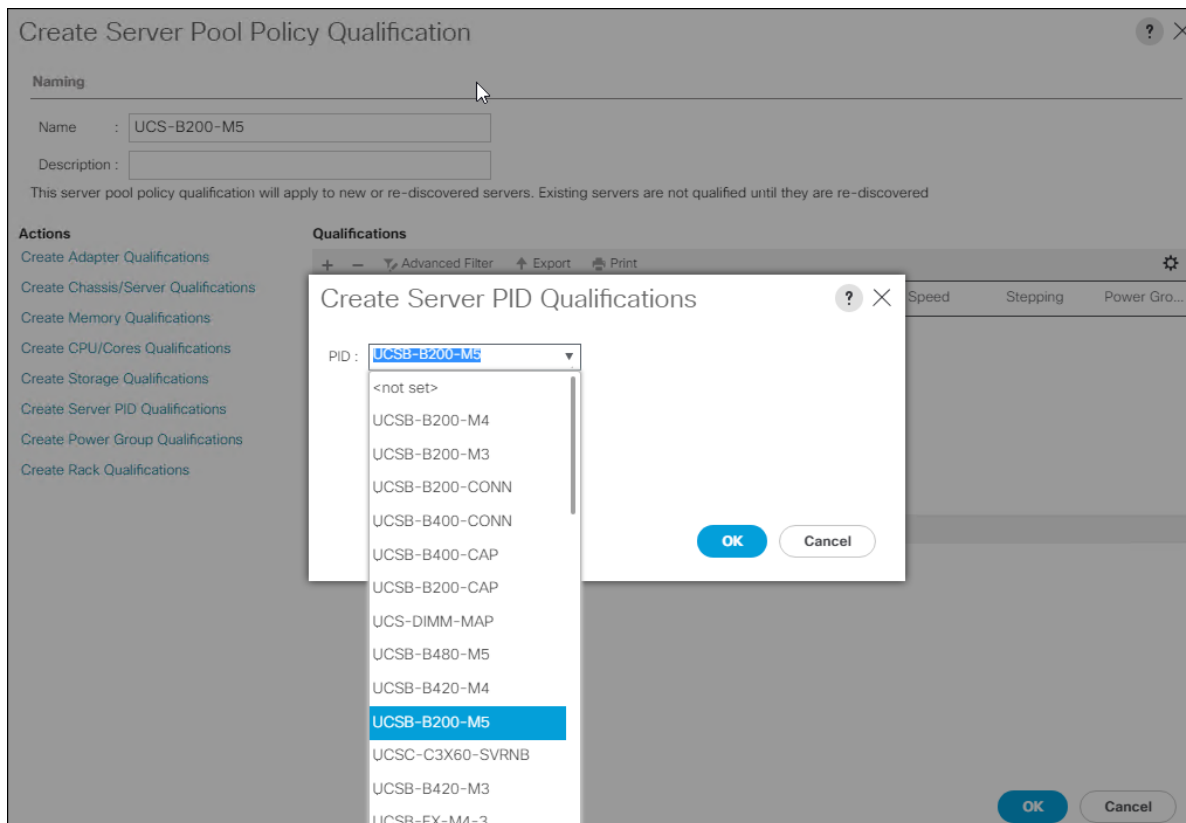 Create Server Pool Policy Qualification
?
Naming
Name : UCS-B200-M5
Description :
This server pool policy qualification will apply to new or re-discovered servers. Existing servers are not qualified until they are re-discovered
Actions
Create Adapter Qualifications
Create Chassis/Server Qualifications
Create Memory Qualifications
Create CPU/Cores Qualifications
Create Storage Qualifications
Create Server PID Qualifications
Create Power Group Qualifications
Create Rack Qualifications
Qualifications
+ − Advanced Filter Export Print
Speed Stepping Power Gro...
Create Server PID Qualifications
?
PID : UCSB-B200-M5
<not set>
UCSB-B200-M4
UCSB-B200-M3
UCSB-B200-CONN
UCSB-B400-CONN
UCSB-B400-CAP
UCSB-B200-CAP
UCS-DIMM-MAP
UCSB-B480-M5
UCSB-B420-M4
UCSB-B200-M5
UCSC-C3X60-SVRNB
UCSB-B420-M3
UCSB-EX-M4-3
OK Cancel
OK Cancel